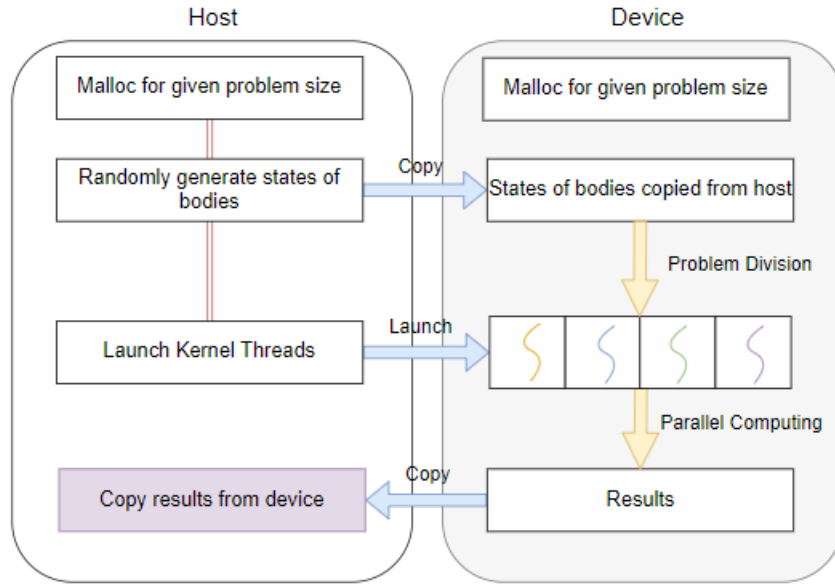 Host
Device
Malloc for given problem size
Malloc for given problem size
Randomly generate states of
bodies
Copy
States of bodies copied from host
Problem Division
Launch Kernel Threads
Launch
Parallel Computing
Copy results from device
Copy
Results